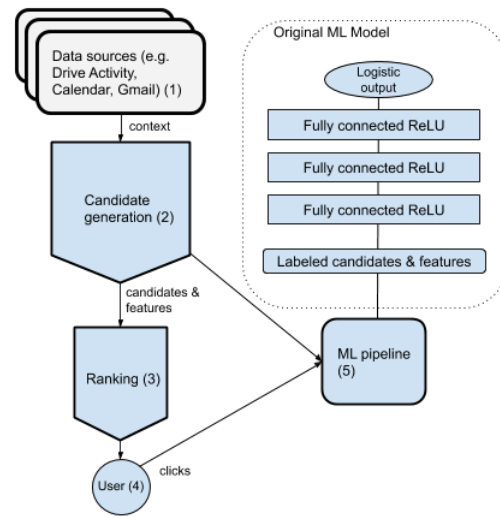 Data sources (e.g.
Drive Activity,
Calendar, Gmail) (1)
context
Candidate
generation (2)
candidates &
features
Ranking (3)
User (4)
clicks
Original ML Model
Logistic
output
Fully connected ReLU
Fully connected ReLU
Fully connected ReLU
Labeled candidates & features
ML pipeline
(5)